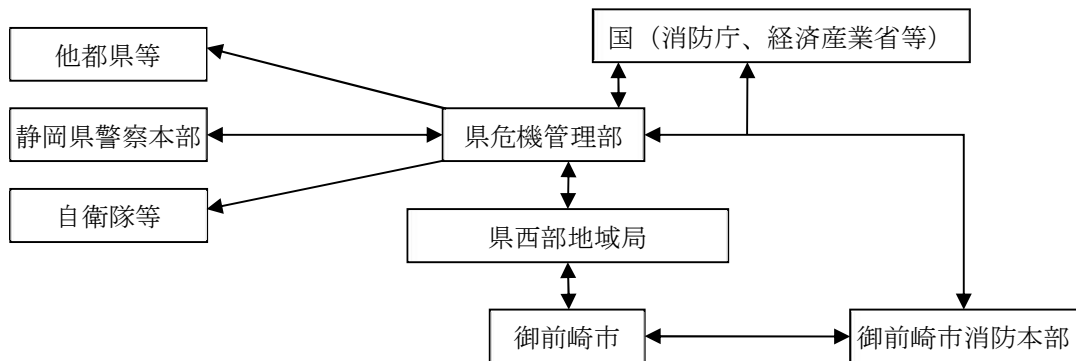 他都県等
国（消防庁、経済産業省等）
静岡県警察本部
県危機管理部
自衛隊等
県西部地域局
御前崎市
御前崎市消防本部